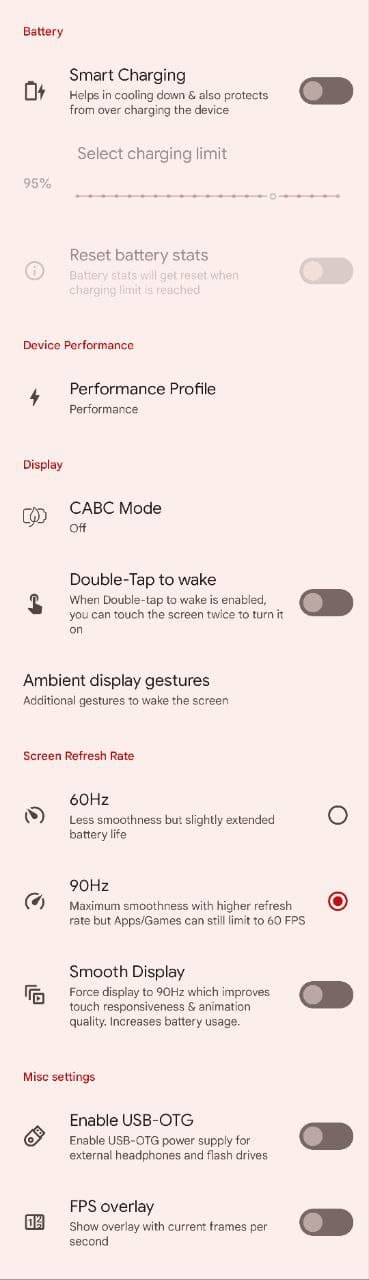 Battery
Smart Charging
Helps in cooling down & also protects
from over charging the device
Select charging limit
95%
Reset battery stats
Battery stats will get reset when
charging limit is reached
Device Performance
Performance Profile
Performance
Display
CABC Mode
Off
Double-Tap to wake
When Double-tap to wake is enabled,
you can touch the screen twice to turn it
on
Ambient display gestures
Additional gestures to wake the screen
Screen Refresh Rate
60Hz
Less smoothness but slightly extended
battery life
90Hz
Maximum smoothness with higher refresh
rate but Apps/Games can still limit to 60 FPS
Smooth Display
Force display to 90Hz which improves
touch responsiveness & animation
quality. Increases battery usage.
Misc settings
Enable USB-OTG
Enable USB-OTG power supply for
external headphones and flash drives
FPS overlay
Show overlay with current frames per
second